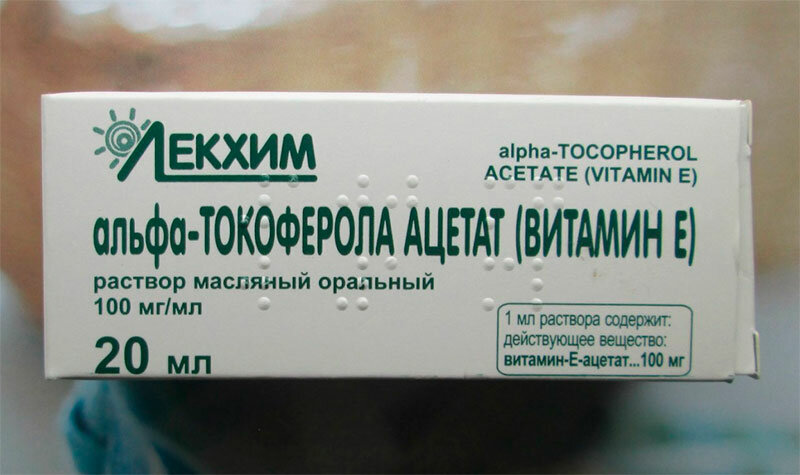 ЛЕКХИМ
alpha-TOCOPHEROL
ACETATE (VITAMIN E)
альфа-ТОКОФЕРОЛА АЦЕТАТ (ВИТАМИН Е)
раствор масляный оральный
100 мг/мл
20 мл
1 мл раствора содержит:
действующее вещество:
витамин-Е-ацетат...100 мг